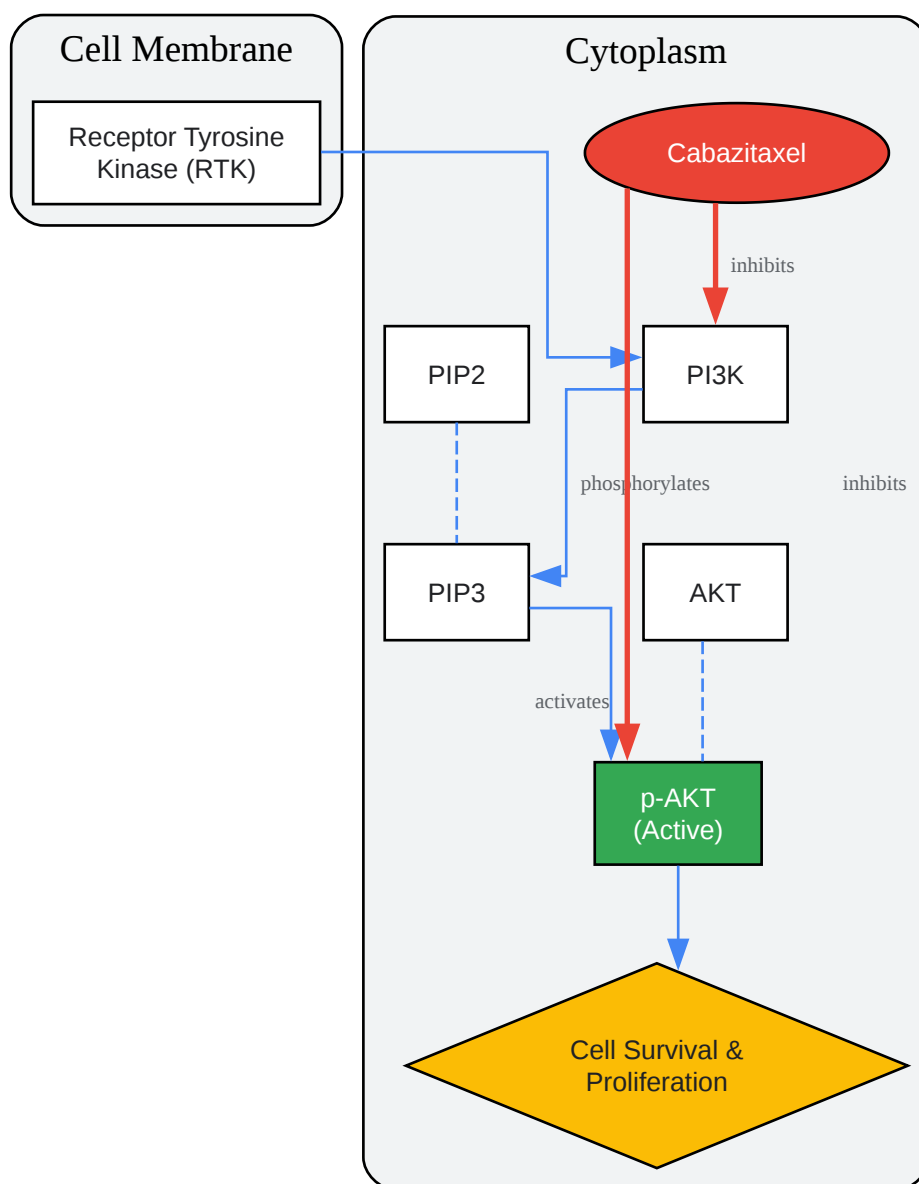 Cell Membrane
Receptor Tyrosine
Kinase (RTK)
Cytoplasm
Cabazitaxel
inhibits
PIP2
PI3K
phosphorylates
inhibits
PIP3
AKT
activates
p-AKT
(Active)
Cell Survival &
Proliferation